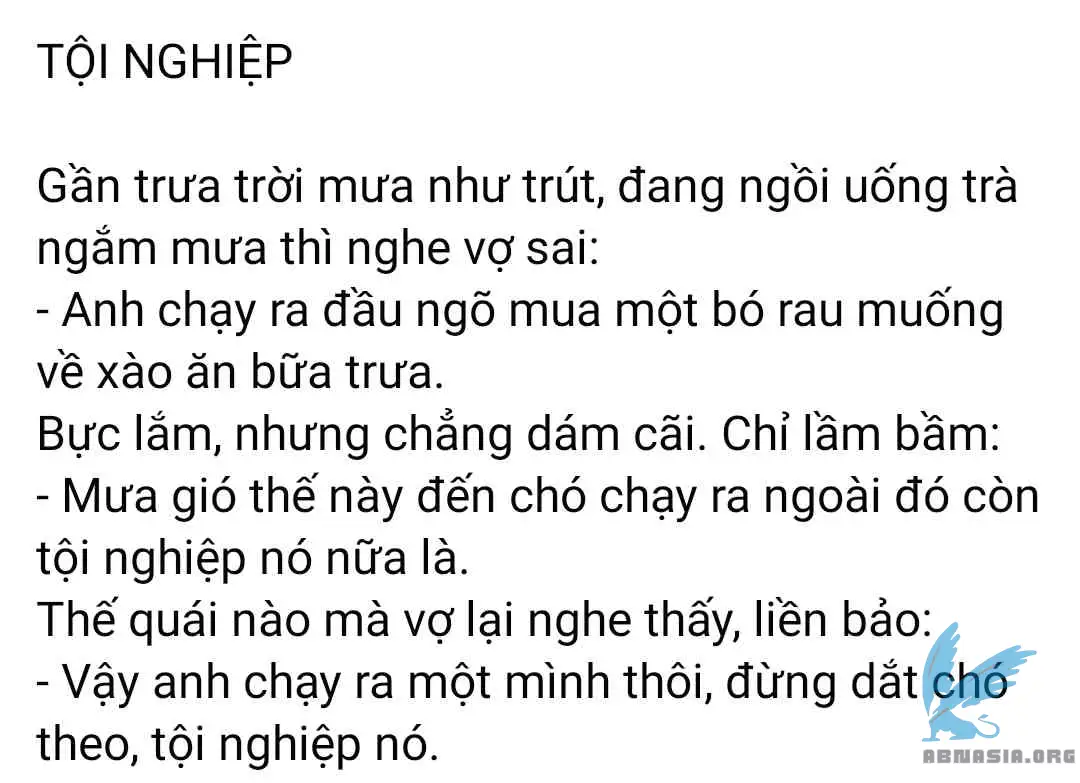 TỘI NGHIỆP
Gần trưa trời mưa như trút, đang ngồi uống trà
ngắm mưa thì nghe vợ sai:
- Anh chạy ra đầu ngõ mua một bó rau muống
về xào ăn bữa trưa.
Bực lắm, nhưng chẳng dám cãi. Chỉ lầm bầm:
- Mưa gió thế này đến chó chạy ra ngoài đó còn
tội nghiệp nó nữa là.
Thế quái nào mà vợ lại nghe thấy, liền bảo:
- Vậy anh chạy ra một mình thôi, đừng dắt chó
theo, tội nghiệp nó.
ABNASIA.ORG